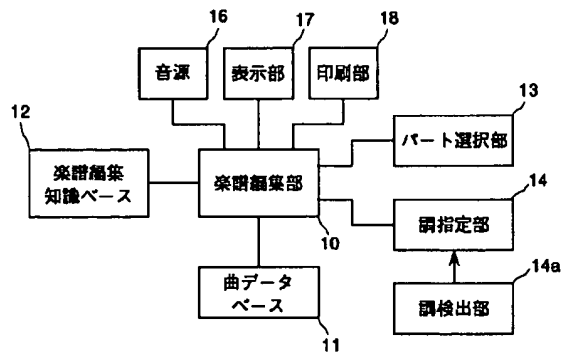 16
17
18
音源
表示部
印刷部
12
楽譜編集
知識ベース
楽譜編集部
10
13
パート選択部
14
調指定部
曲データ
ベース
11
14a
調検出部